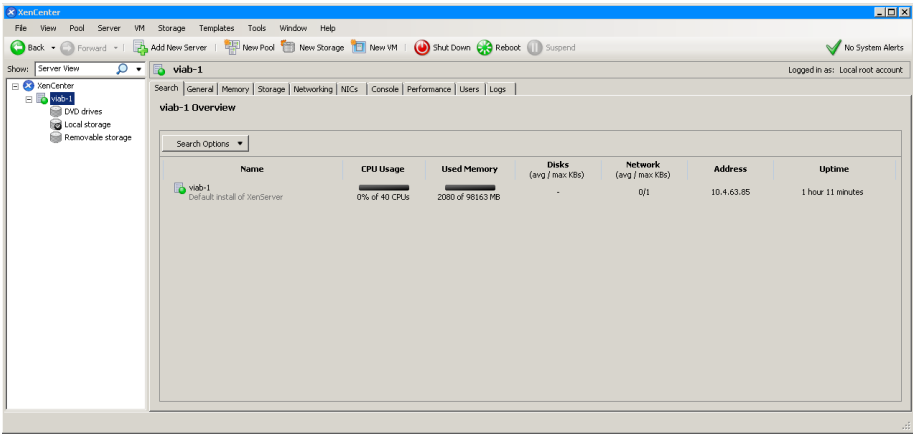 XenCenter
File View Pool Server VM Storage Templates Tools Window Help
Back Forward Add New Server New Pool New Storage New VM Shut Down Reboot Suspend No System Alerts
Show: Server View viab-1 Logged in as: Local root account
XenCenter
viab-1
DVD drives
Local storage
Removable storage
Search General Memory Storage Networking NICs Console Performance Users Logs
viab-1 Overview
Search Options
Name CPU Usage Used Memory Disks (avg / max KBs) Network (avg / max KBs) Address Uptime
viab-1
Default install of XenServer 0% of 40 CPUs 2080 of 98163 MB - 0/1 10.4.63.85 1 hour 11 minutes